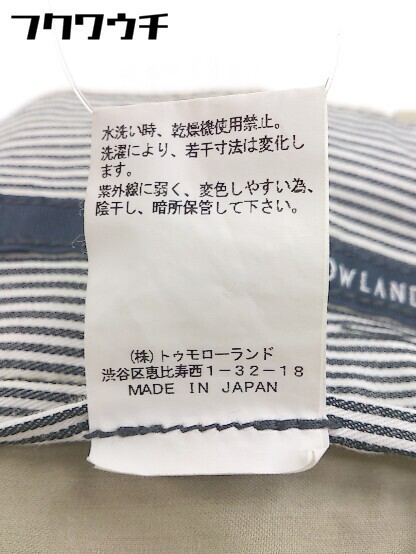 フクワウチ
水洗い時、乾燥機使用禁止。
洗濯により、若干寸法は変化し
ます。
紫外線に弱く、変色しやすい為、
陰干し、暗所保管して下さい。
OWLAND
(株)トゥモローランド
渋谷区恵比寿西1-32-18
MADE IN JAPAN